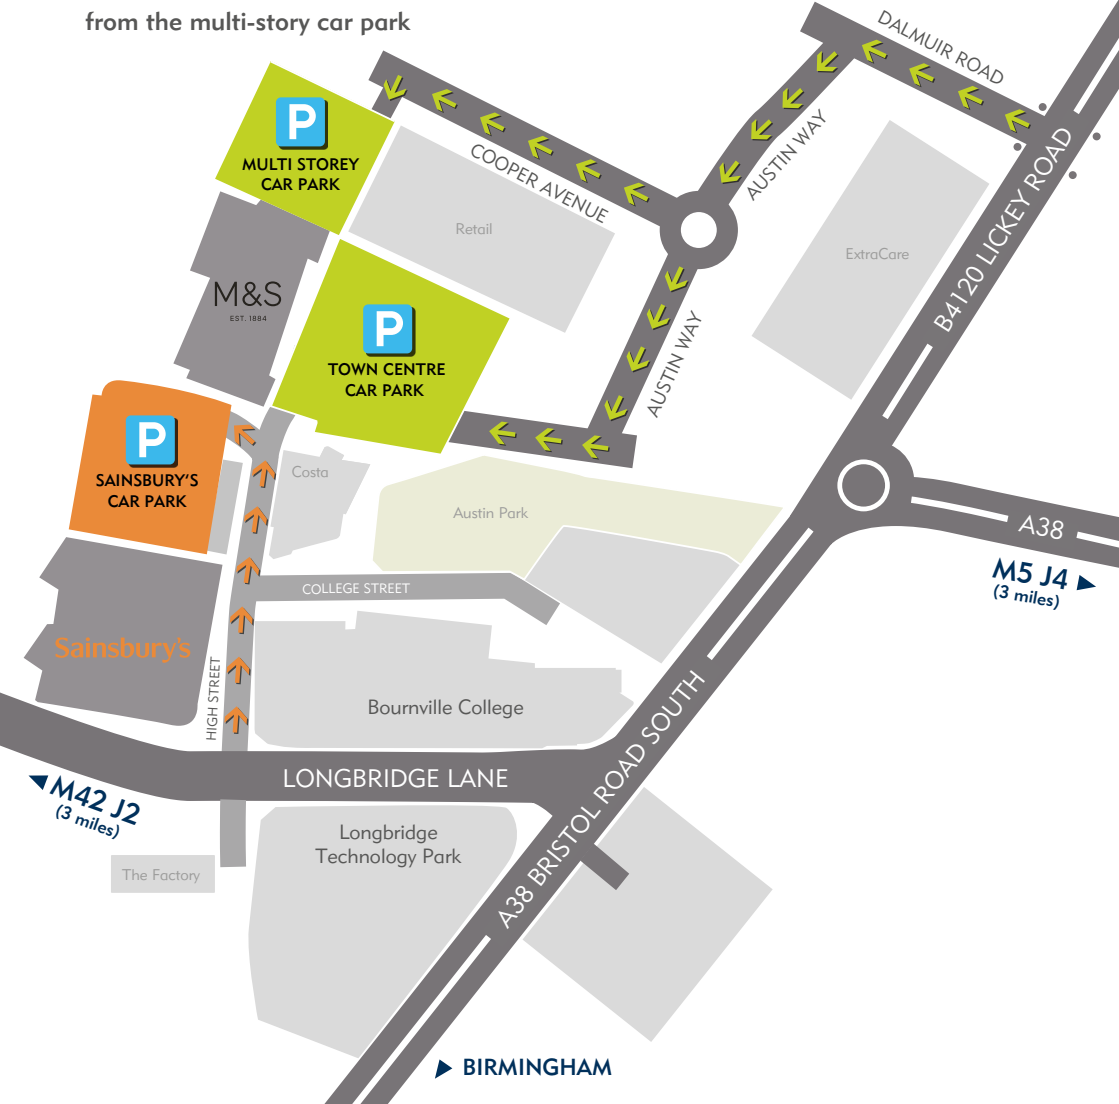 from the multi-story car park
DALMUIR ROAD
P
MULTI STOREY
CAR PARK
COOPER AVENUE
AUSTIN WAY
B4120 LICKEY ROAD
Retail
ExtraCare
M&S
EST. 1884
P
TOWN CENTRE
CAR PARK
AUSTIN WAY
P
SAINSBURY'S
CAR PARK
Costa
Austin Park
A38
M5 J4
(3 miles)
COLLEGE STREET
Sainsbury's
HIGH STREET
Bournville College
A38 BRISTOL ROAD SOUTH
LONGBRIDGE LANE
M42 J2
(3 miles)
Longbridge
Technology Park
The Factory
BIRMINGHAM